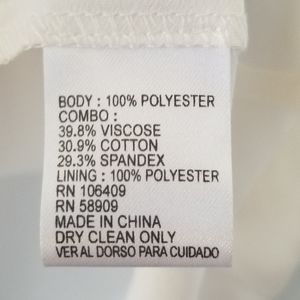 BODY : 100% POLYESTER
COMBO :
39.8% VISCOSE
30.9% COTTON
29.3% SPANDEX
LINING : 100% POLYESTER
RN 106409
RN 58909
MADE IN CHINA
DRY CLEAN ONLY
VER AL DORSO PARA CUIDADO